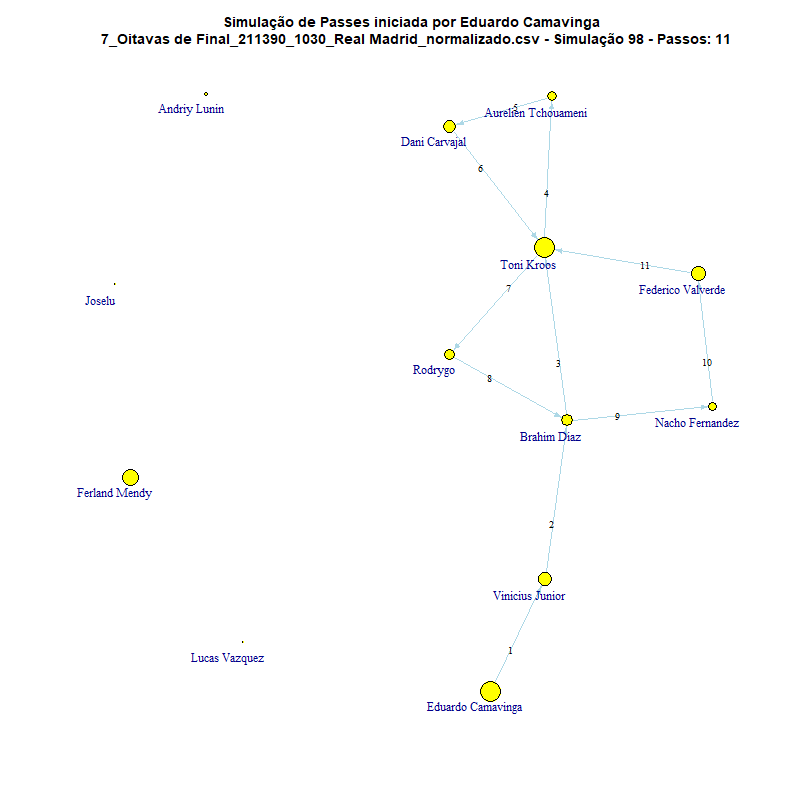 Simulação de Passes iniciada por Eduardo Camavinga
7_Oitavas de Final_211390_1030_Real Madrid_normalizado.csv - Simulação 98 - Passos: 11
Andriy Lunin
5
Aurelien Tchouameni
Dani Carvajal
6
4
Toni Kroos
11
Federico Valverde
7
Joselu
3
10
Rodrygo
8
9
Nacho Fernandez
Brahim Diaz
Ferland Mendy
2
Vinicius Junior
1
Lucas Vazquez
Eduardo Camavinga